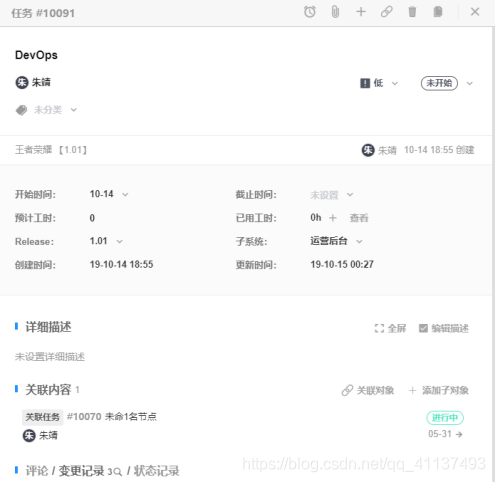 任务 #10091
DevOps
朱 朱靖 低 未开始
未分类
王者荣耀 【1.01】 朱 朱靖 10-14 18:55 创建
开始时间: 10-14 截止时间: 未设置
预计工时: 0 已用工时: 0h + 查看
Release: 1.01 子系统: 运营后台
创建时间: 19-10-14 18:55 更新时间: 19-10-15 00:27
详细描述 全屏 编辑描述
未设置详细描述
关联内容 1 关联对象 + 添加子对象
关联任务 #10070 未命1名节点 进行中
朱 朱靖 05-31 →
评论 / 变更记录 3 / 状态记录
https://blog.csdn.net/qq_41137493